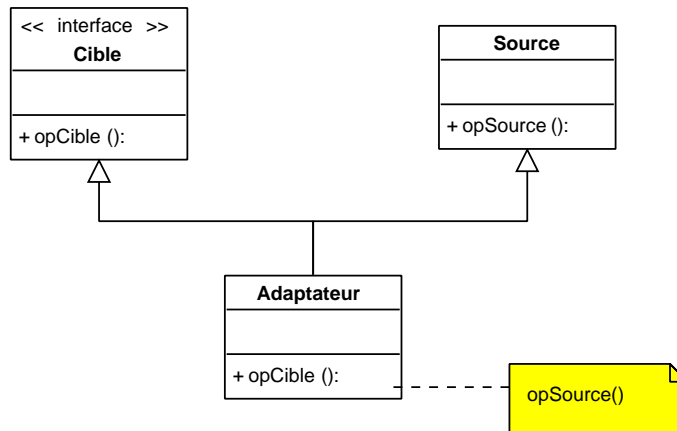 << interface >>
Cible
+ opCible ():
Source
+ opSource ():
Adaptateur
+ opCible ():
opSource()